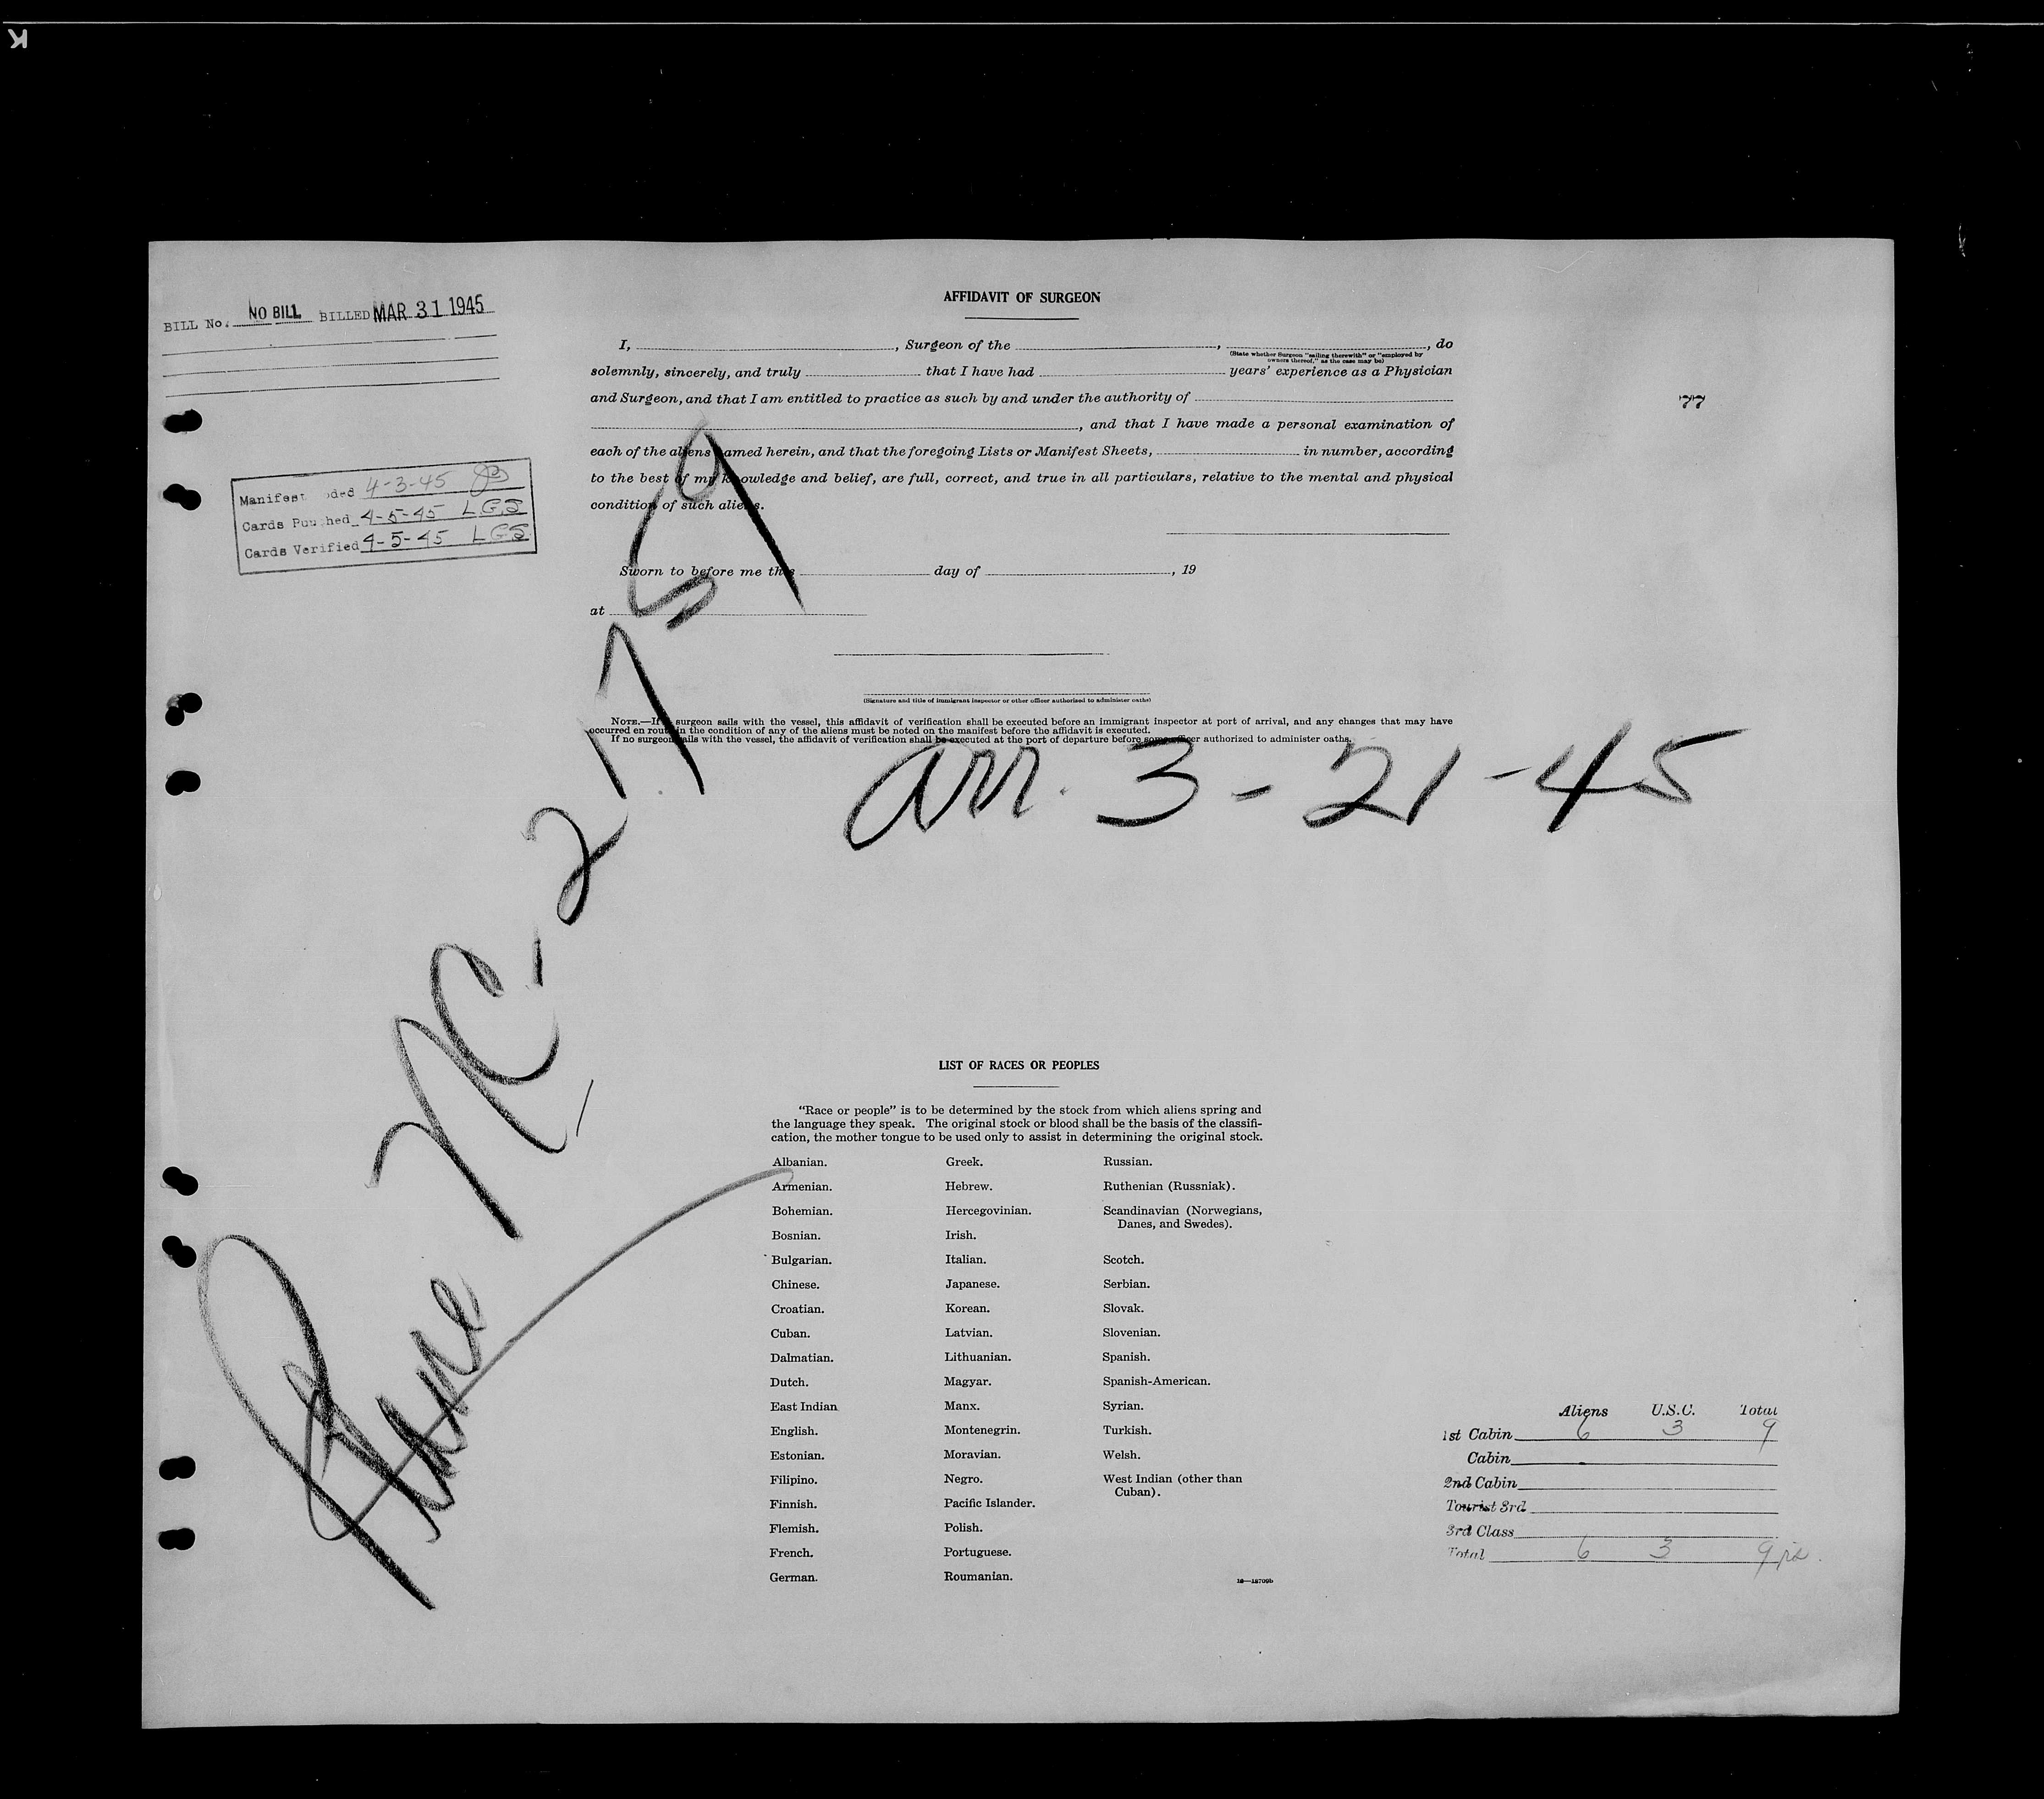 K
BILL No. NO BILL BILLED MAR 31 1945
AFFIDAVIT OF SURGEON
I, , Surgeon of the , , do
(State whether Surgeon "sailing therewith" or "employed by
owners thereof," as the case may be)
solemnly, sincerely, and truly that I have had years' experience as a Physician
and Surgeon, and that I am entitled to practice as such by and under the authority of
, and that I have made a personal examination of
each of the aliens named herein, and that the foregoing Lists or Manifest Sheets, in number, according
to the best of my knowledge and belief, are full, correct, and true in all particulars, relative to the mental and physical
condition of such aliens.
77
Manifest oded 4-3-45
Cards Punched 4-5-45 L.G.S
Cards Verified 4-5-45 LGS
Sworn to before me this day of , 19
at
(Signature and title of immigrant inspector or other officer authorized to administer oaths)
NOTE.—If a surgeon sails with the vessel, this affidavit of verification shall be executed before an immigrant inspector at port of arrival, and any changes that may have
occurred en route in the condition of any of the aliens must be noted on the manifest before the affidavit is executed.
If no surgeon sails with the vessel, the affidavit of verification shall be executed at the port of departure before some officer authorized to administer oaths.
arr. 3-21-45
Plane NC-21759
LIST OF RACES OR PEOPLES
"Race or people" is to be determined by the stock from which aliens spring and
the language they speak. The original stock or blood shall be the basis of the classifi-
cation, the mother tongue to be used only to assist in determining the original stock.
Albanian.
Armenian.
Bohemian.
Bosnian.
Bulgarian.
Chinese.
Croatian.
Cuban.
Dalmatian.
Dutch.
East Indian
English.
Estonian.
Filipino.
Finnish.
Flemish.
French.
German.
Greek.
Hebrew.
Hercegovinian.
Irish.
Italian.
Japanese.
Korean.
Latvian.
Lithuanian.
Magyar.
Manx.
Montenegrin.
Moravian.
Negro.
Pacific Islander.
Polish.
Portuguese.
Roumanian.
Russian.
Ruthenian (Russniak).
Scandinavian (Norwegians,
Danes, and Swedes).
Scotch.
Serbian.
Slovak.
Slovenian.
Spanish.
Spanish-American.
Syrian.
Turkish.
Welsh.
West Indian (other than
Cuban).
16—18709b
Aliens U.S.C. Total
1st Cabin 6 3 9
Cabin
2nd Cabin
Tourist 3rd
3rd Class
Total 6 3 9